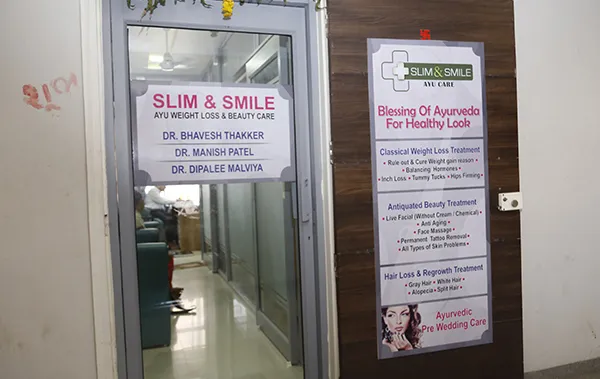 SLIM & SMILE
AYU WEIGHT LOSS & BEAUTY CARE
DR. BHAVESH THAKKER
DR. MANISH PATEL
DR. DIPALEE MALVIYA
SLIM & SMILE
AYU CARE
Blessing Of Ayurveda
For Healthy Look
Classical Weight Loss Treatment
• Rule out & Cure Weight gain reason •
• Balancing Hormones •
• Inch Loss • Tummy Tucks • Hips Firming •
Antiquated Beauty Treatment
• Live Facial (Without Cream / Chemical) •
• Anti Aging •
• Face Massage •
• Permanent Tattoo Removal •
• All Types of Skin Problems •
Hair Loss & Regrowth Treatment
• Gray Hair • White Hair •
• Alopecia • Split Hair •
Ayurvedic
Pre Wedding Care